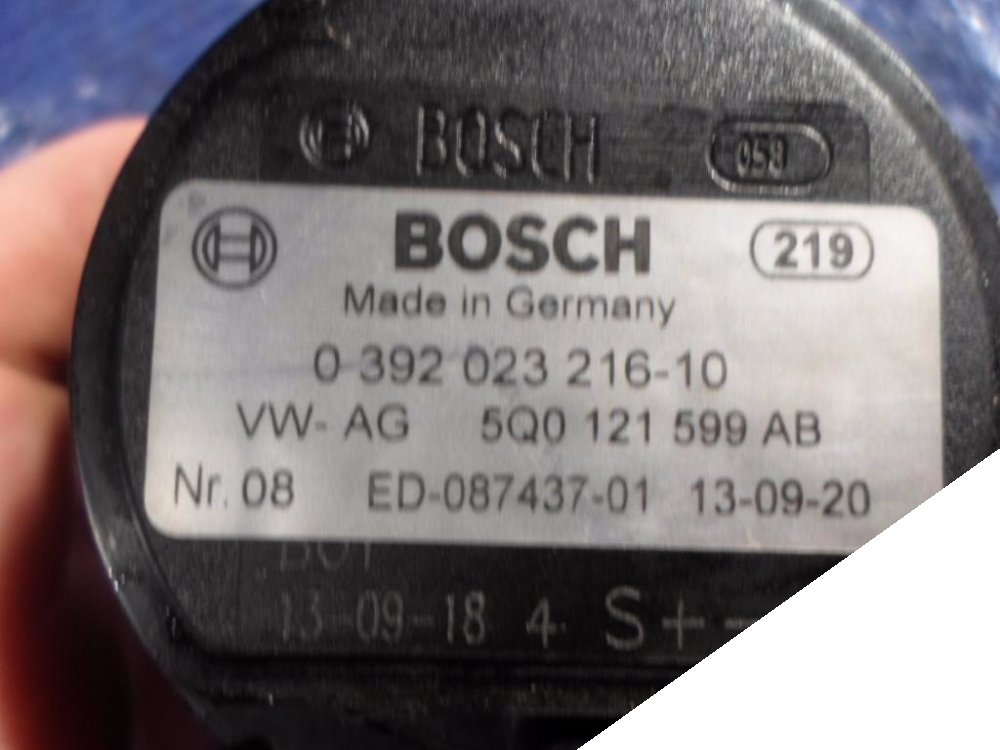 BOSCH 058
BOSCH 219
Made in Germany
0 392 023 216-10
VW- AG 5Q0 121 599 AB
Nr. 08 ED-087437-01 13-09-20
13-09-18 4 S+-